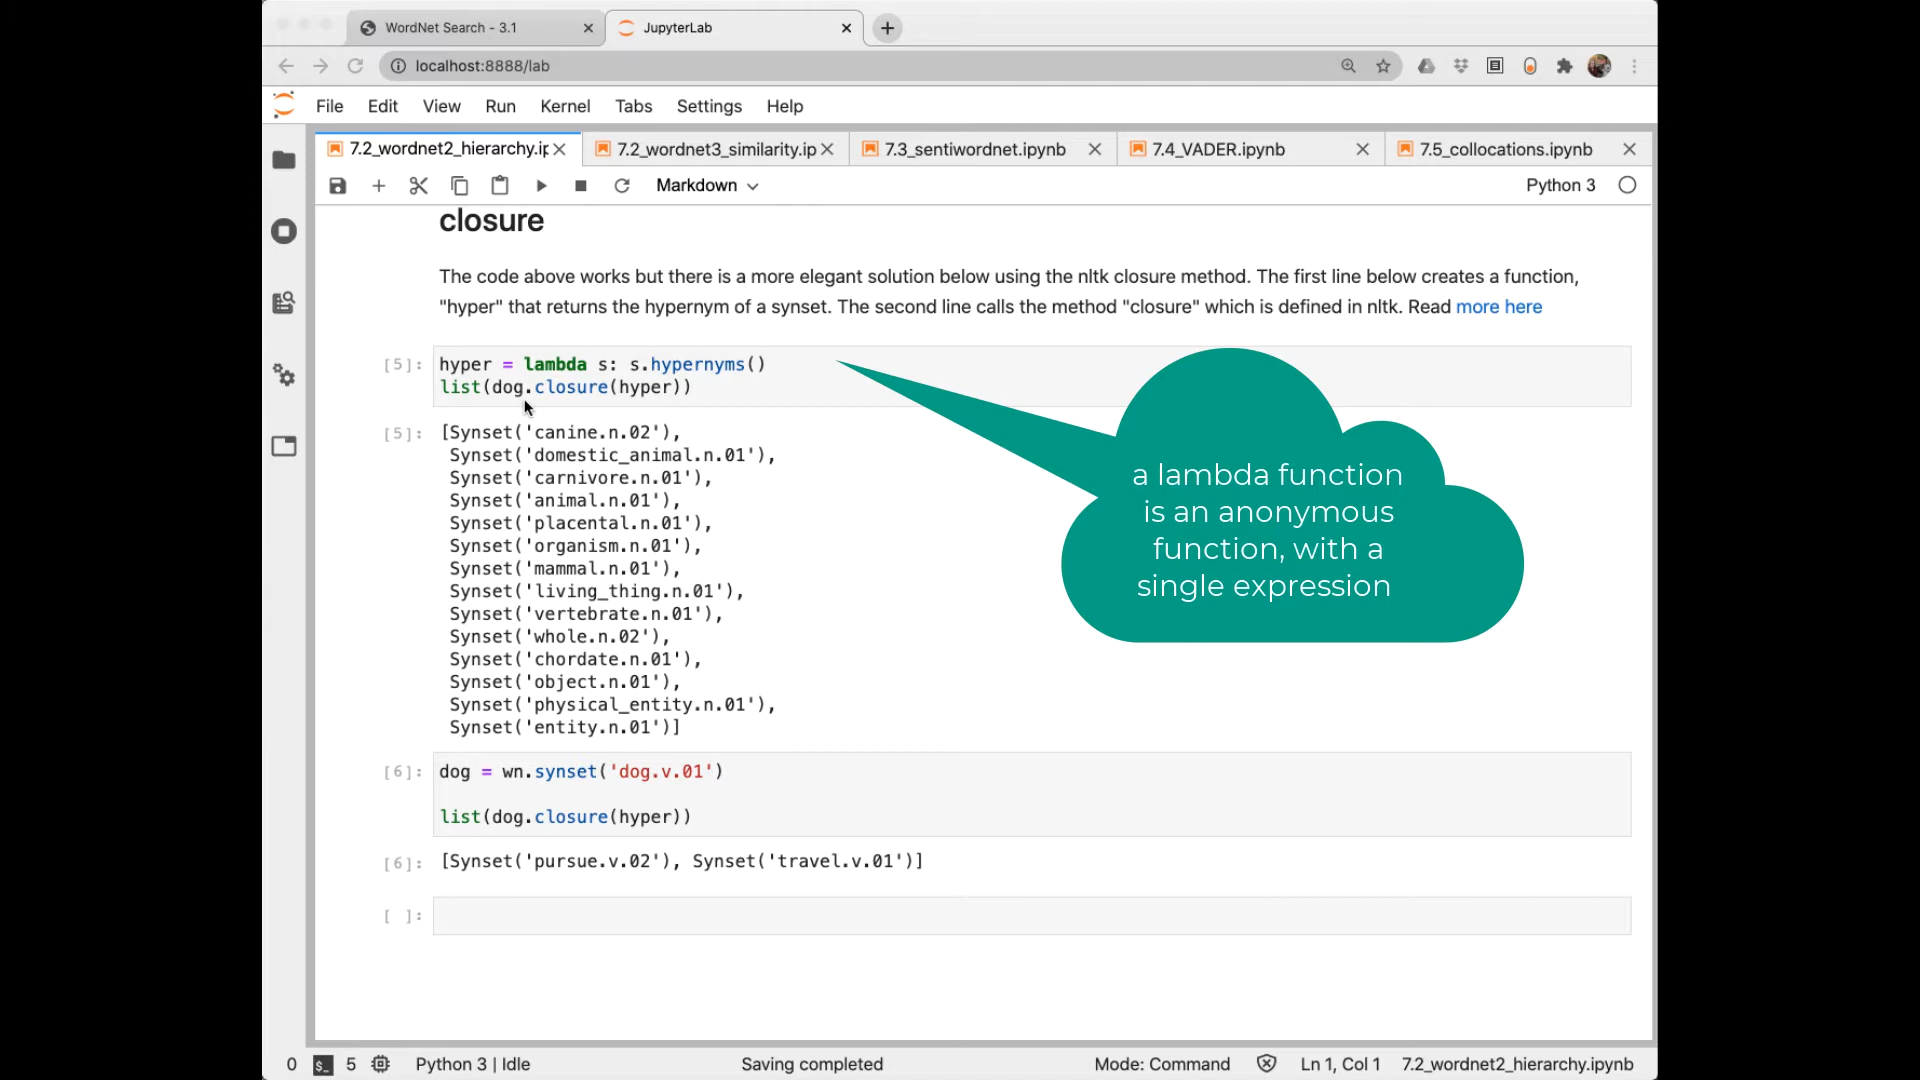 WordNet Search - 3.1
JupyterLab
localhost:8888/lab
File Edit View Run Kernel Tabs Settings Help
7.2_wordnet2_hierarchy.ip
7.2_wordnet3_similarity.ip
7.3_sentiwordnet.ipynb
7.4_VADER.ipynb
7.5_collocations.ipynb
Markdown
Python 3
closure
The code above works but there is a more elegant solution below using the nltk closure method. The first line below creates a function,
"hyper" that returns the hypernym of a synset. The second line calls the method "closure" which is defined in nltk. Read more here
[5]: hyper = lambda s: s.hypernyms()
list(dog.closure(hyper))
[5]: [Synset('canine.n.02'),
Synset('domestic_animal.n.01'),
Synset('carnivore.n.01'),
Synset('animal.n.01'),
Synset('placental.n.01'),
Synset('organism.n.01'),
Synset('mammal.n.01'),
Synset('living_thing.n.01'),
Synset('vertebrate.n.01'),
Synset('whole.n.02'),
Synset('chordate.n.01'),
Synset('object.n.01'),
Synset('physical_entity.n.01'),
Synset('entity.n.01')]
a lambda function
is an anonymous
function, with a
single expression
[6]: dog = wn.synset('dog.v.01')
list(dog.closure(hyper))
[6]: [Synset('pursue.v.02'), Synset('travel.v.01')]
[ ]:
0 $_ 5 Python 3 | Idle Saving completed Mode: Command Ln 1, Col 1 7.2_wordnet2_hierarchy.ipynb